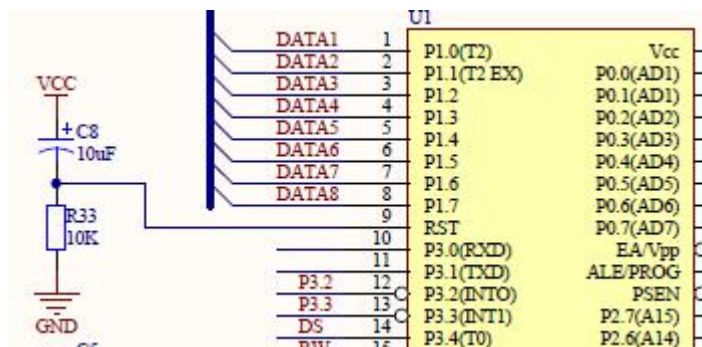 U1
DATA1 1 P1.0(T2) Vcc
DATA2 2 P1.1(T2 EX) P0.0(AD1)
DATA3 3 P1.2 P0.1(AD1)
DATA4 4 P1.3 P0.2(AD2)
DATA5 5 P1.4 P0.3(AD3)
DATA6 6 P1.5 P0.4(AD4)
DATA7 7 P1.6 P0.5(AD5)
DATA8 8 P1.7 P0.6(AD6)
9 RST P0.7(AD7)
10 P3.0(RXD) EA/Vpp
11 P3.1(TXD) ALE/PROG
P3.2 12 P3.2(INTO) PSEN
P3.3 13 P3.3(INT1) P2.7(A15)
DS 14 P3.4(T0) P2.6(A14)
15
VCC
+ C8
10uF
R33
10K
GND